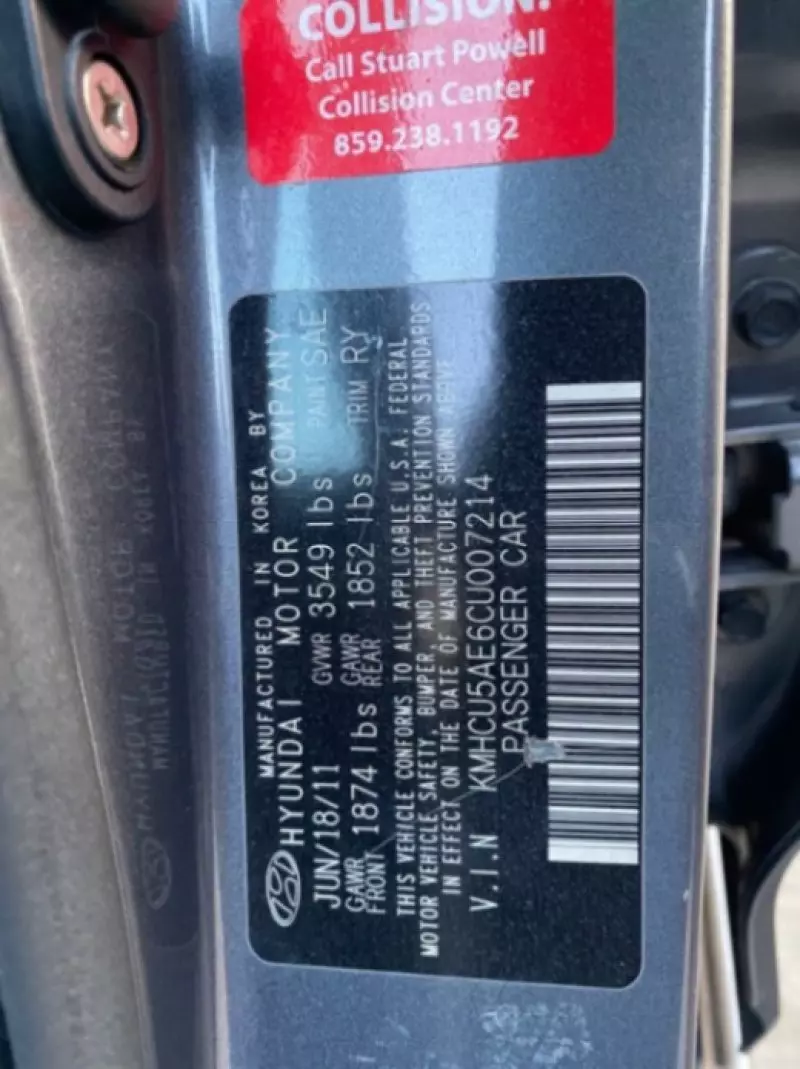 COLLISION?
Call Stuart Powell
Collision Center
859.238.1192
MANUFACTURED IN KOREA BY
HYUNDAI MOTOR COMPANY
JUN/18/11 GVWR 3549 lbs PAINT SAE
GAWR FRONT 1874 lbs GAWR REAR 1852 lbs TRIM RY
THIS VEHICLE CONFORMS TO ALL APPLICABLE U.S.A. FEDERAL
MOTOR VEHICLE SAFETY, BUMPER, AND THEFT PREVENTION STANDARDS
IN EFFECT ON THE DATE OF MANUFACTURE SHOWN ABOVE.
V.I.N KMHCU5AE6CU007214
PASSENGER CAR